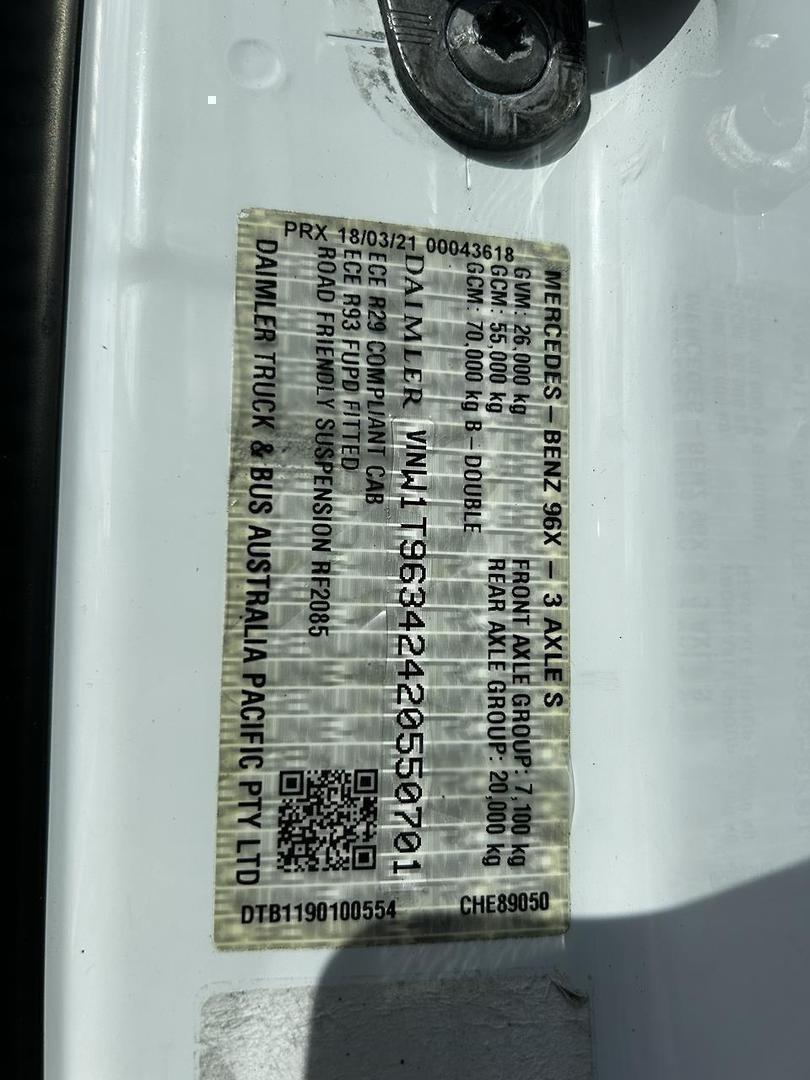 MERCEDES – BENZ 96X – 3 AXLE S
GVM: 26,000 kg FRONT AXLE GROUP: 7,100 kg
GCM: 55,000 kg REAR AXLE GROUP: 20,000 kg
GCM: 70,000 kg B – DOUBLE
DAIMLER VINW1T96342420550701
ECE R29 COMPLIANT CAB
ECE R93 FUPD FITTED
ROAD FRIENDLY SUSPENSION RF2085
DAIMLER TRUCK & BUS AUSTRALIA PACIFIC PTY LTD
PRX 18/03/21 00043618
DTB1190100554 CHE89050